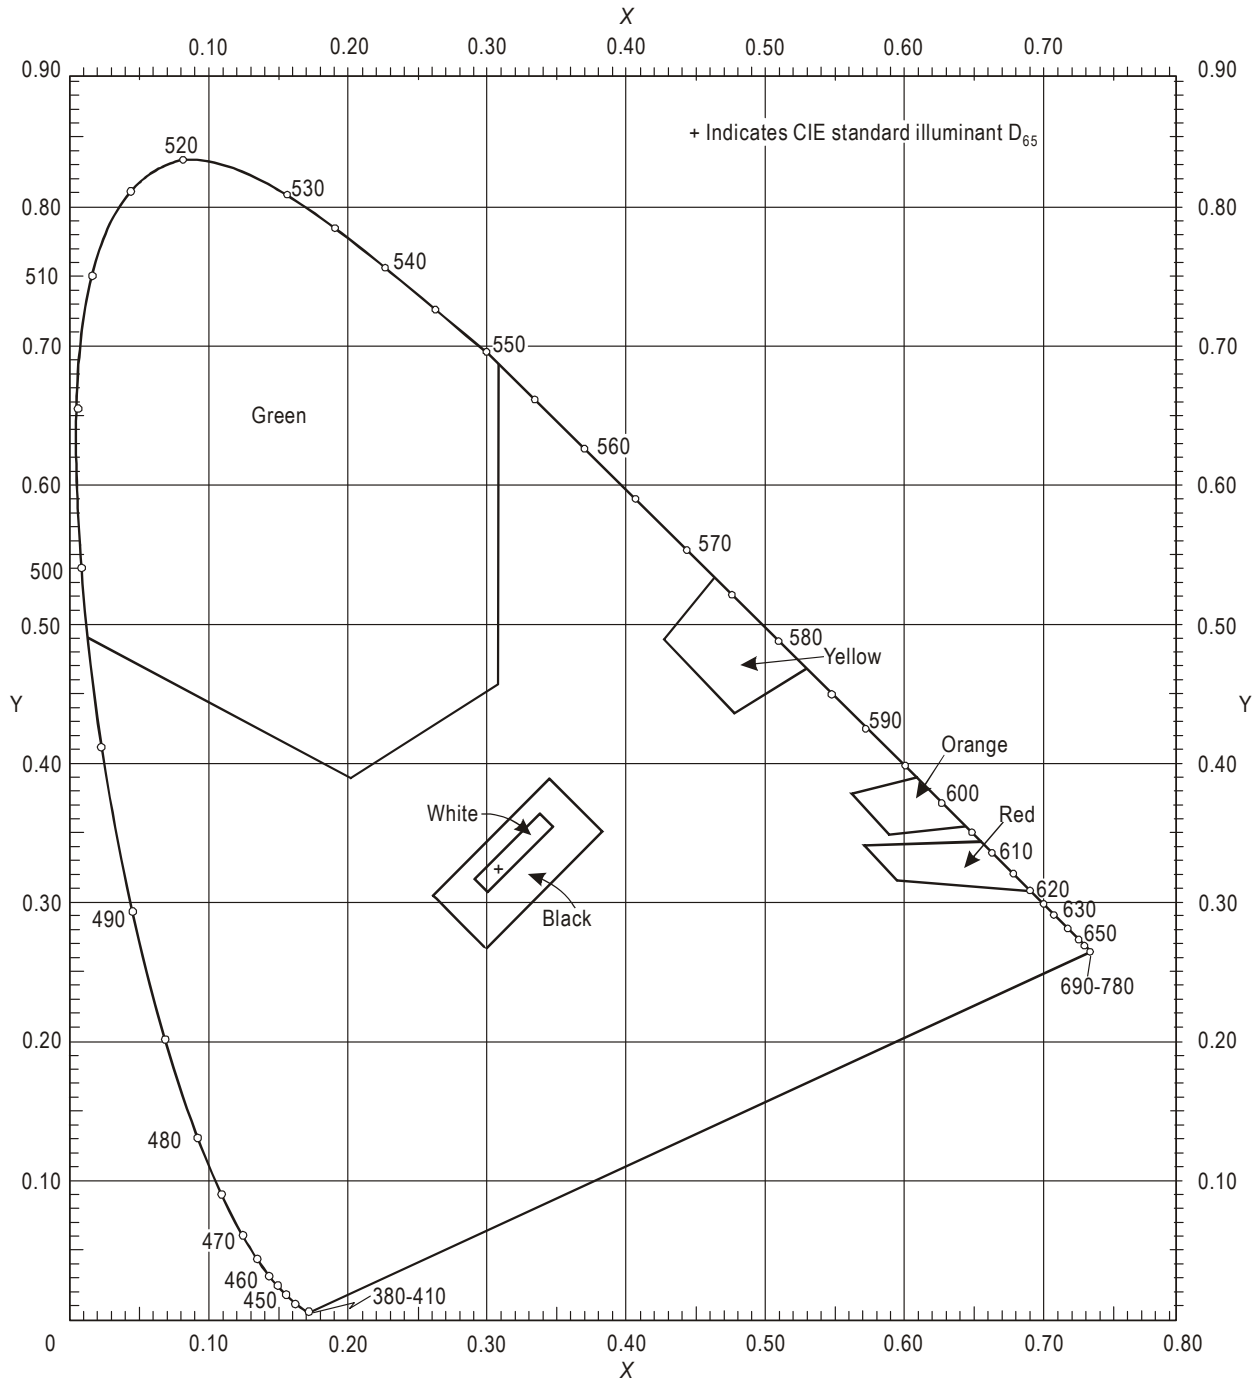 X
0.10 0.20 0.30 0.40 0.50 0.60 0.70
0.90 0.90
+ Indicates CIE standard illuminant D65
520
530
0.80 0.80
540
510
550
0.70 0.70
Green
560
0.60 0.60
570
500
0.50 580 0.50
Yellow
Y 590 Y
Orange
0.40 0.40
600
White Red
610
620
0.30 630 0.30
490 Black
650
690-780
0.20 0.20
480
0.10 0.10
470
460
450 380-410
0 0.10 0.20 0.30 0.40 0.50 0.60 0.70 0.80
X